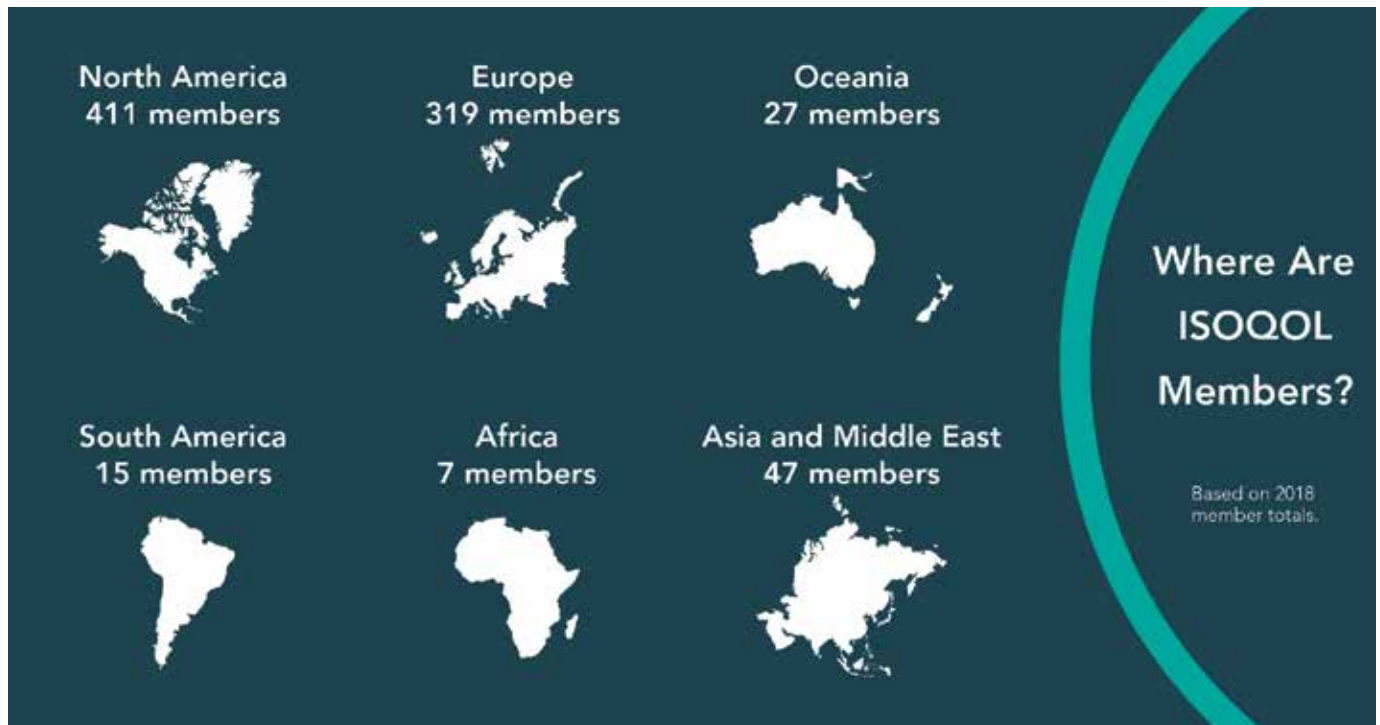 North America
411 members
Europe
319 members
Oceania
27 members
South America
15 members
Africa
7 members
Asia and Middle East
47 members
Where Are
ISOQOL
Members?
Based on 2018
member totals.